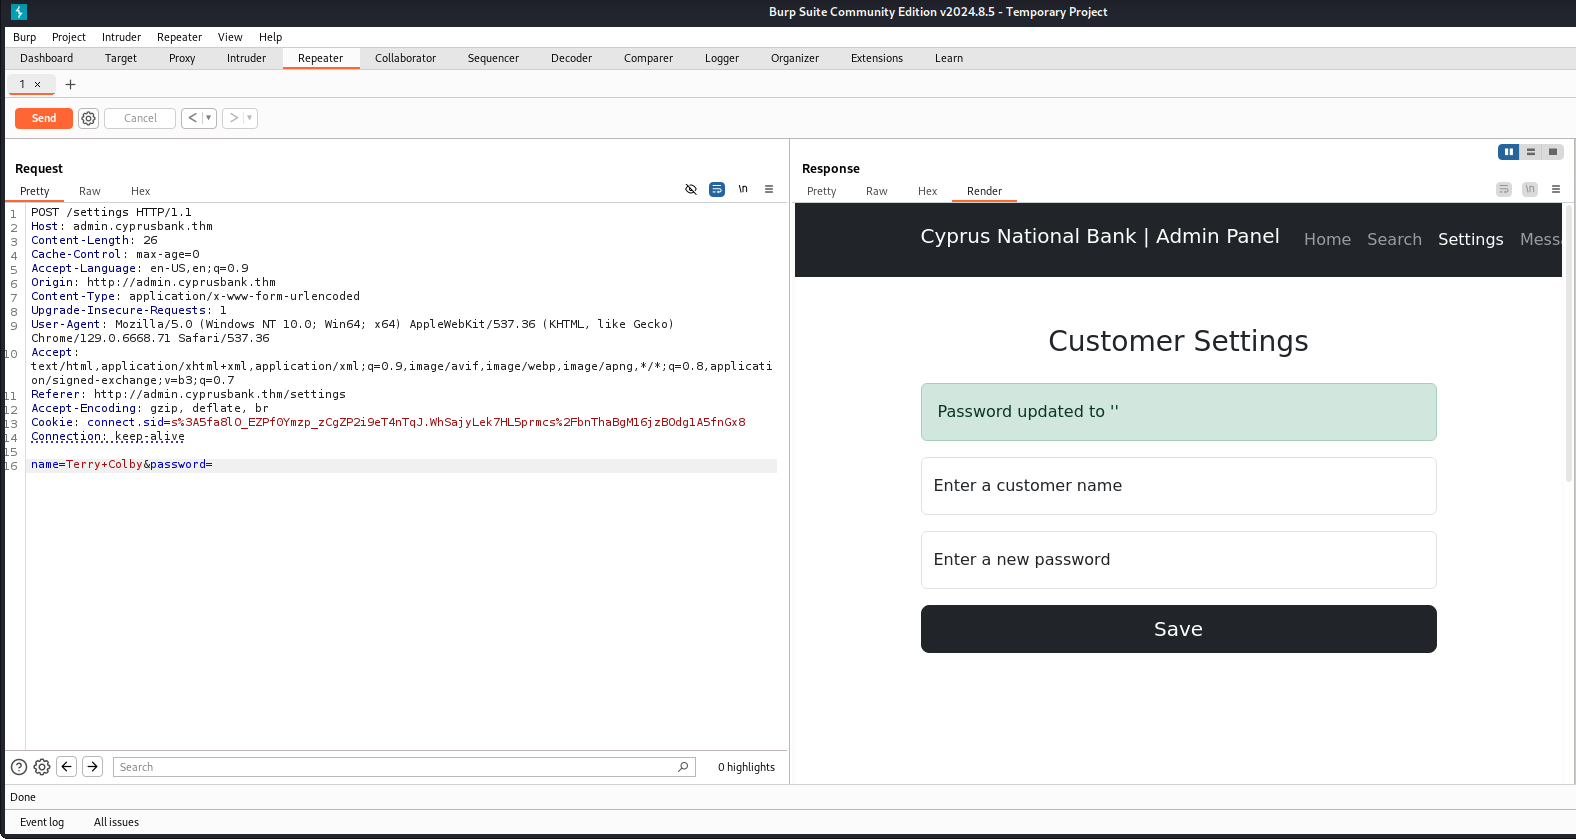 Burp Suite Community Edition v2024.8.5 - Temporary Project
Burp Project Intruder Repeater View Help
Dashboard Target Proxy Intruder Repeater Collaborator Sequencer Decoder Comparer Logger Organizer Extensions Learn
1 × +
Send Cancel < >
Request
Pretty Raw Hex \n
1 POST /settings HTTP/1.1
2 Host: admin.cyprusbank.thm
3 Content-Length: 26
4 Cache-Control: max-age=0
5 Accept-Language: en-US,en;q=0.9
6 Origin: http://admin.cyprusbank.thm
7 Content-Type: application/x-www-form-urlencoded
8 Upgrade-Insecure-Requests: 1
9 User-Agent: Mozilla/5.0 (Windows NT 10.0; Win64; x64) AppleWebKit/537.36 (KHTML, like Gecko)
Chrome/129.0.6668.71 Safari/537.36
10 Accept:
text/html,application/xhtml+xml,application/xml;q=0.9,image/avif,image/webp,image/apng,*/*;q=0.8,applicati
on/signed-exchange;v=b3;q=0.7
11 Referer: http://admin.cyprusbank.thm/settings
12 Accept-Encoding: gzip, deflate, br
13 Cookie: connect.sid=s%3A5fa8lO_EZPf0Ymzp_zCgZP2i9eT4nTqJ.WhSajyLek7HL5prmcs%2FbnThaBgM16jzBOdg1A5fnGx8
14 Connection: keep-alive
15
16 name=Terry+Colby&password=
Search 0 highlights
Response
Pretty Raw Hex Render \n
Cyprus National Bank | Admin Panel Home Search Settings Messa
Customer Settings
Password updated to ''
Enter a customer name
Enter a new password
Save
Done
Event log All issues